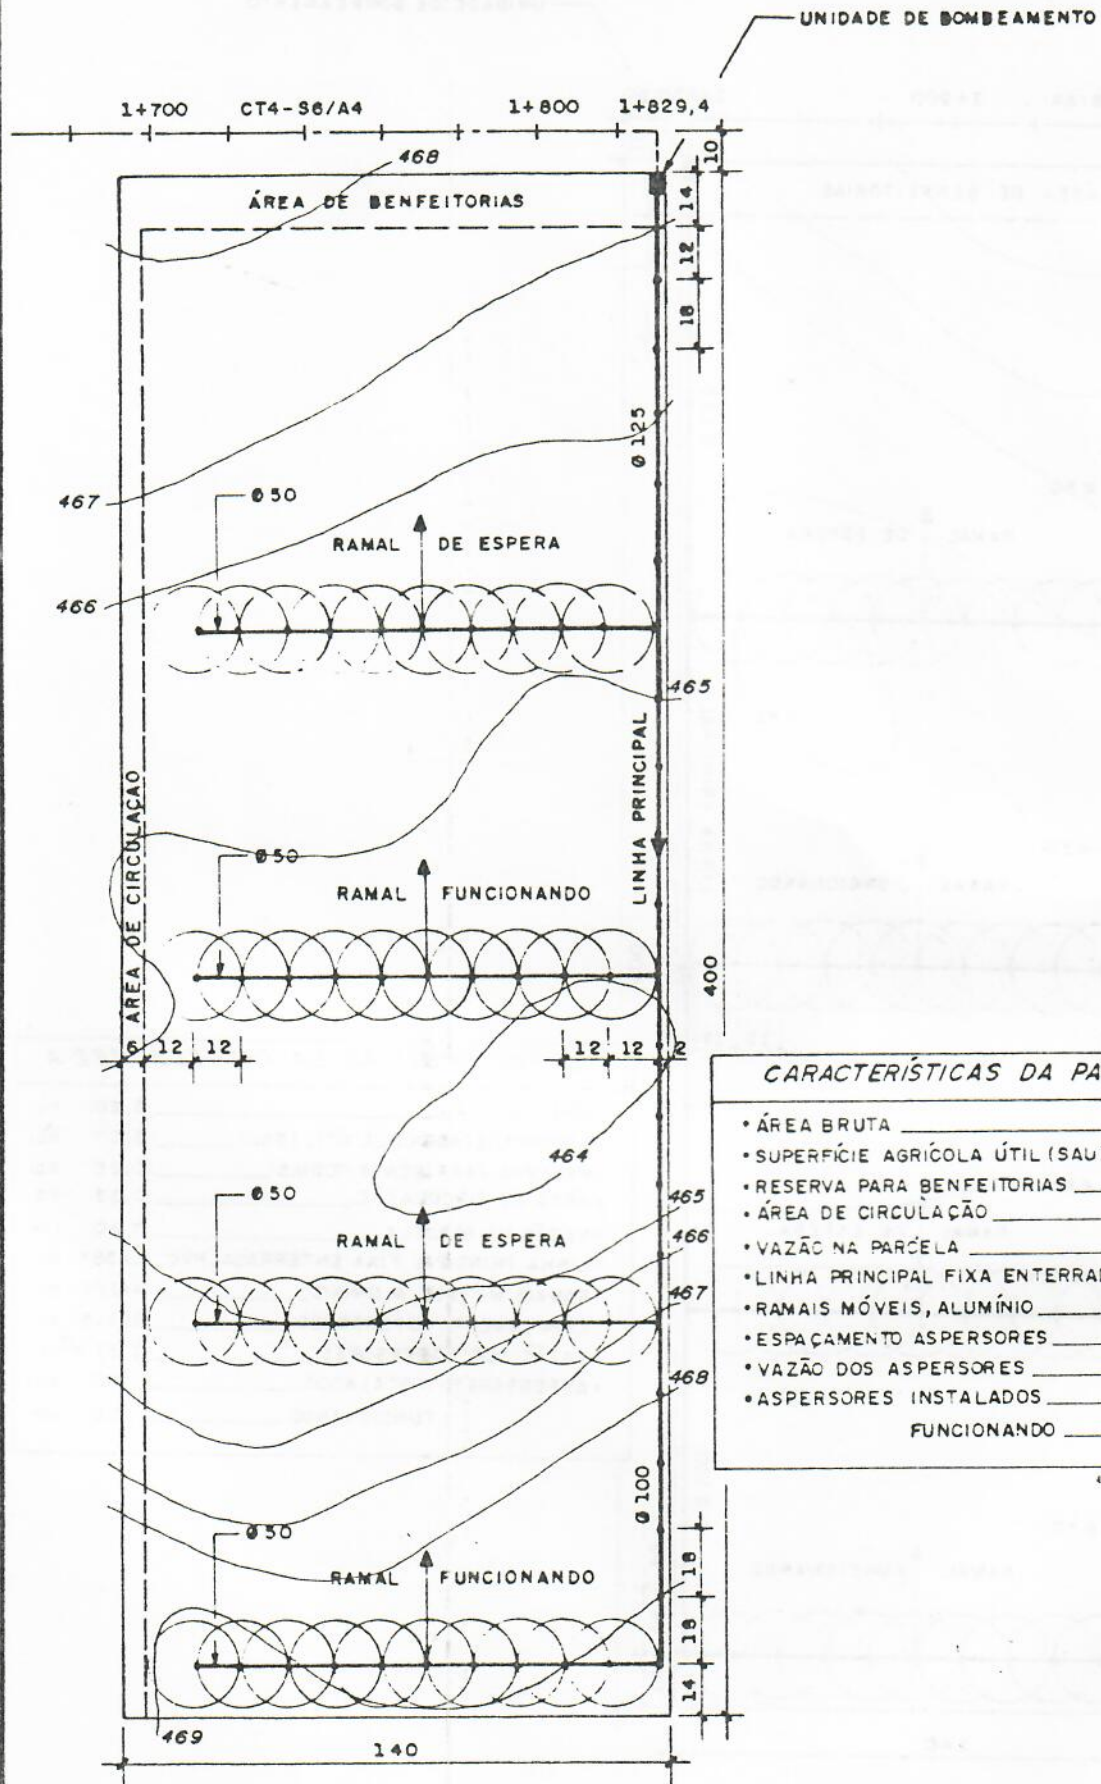 UNIDADE DE BOMBEAMENTO
1+700 CT4-S6/A4 1+800 1+829,4
10
468
ÁREA DE BENFEITORIAS
14
12
18
Ø 125
467
Ø 50
RAMAL DE ESPERA
466
465
LINHA PRINCIPAL
ÁREA DE CIRCULAÇAO
Ø 50
RAMAL FUNCIONANDO
400
6 12 12 12 12 2
464
Ø 50
465
RAMAL DE ESPERA
466
467
468
Ø 100
Ø 50
RAMAL FUNCIONANDO
18
18
14
469
140
CARACTERÍSTICAS DA PA
• ÁREA BRUTA
• SUPERFÍCIE AGRÍCOLA ÚTIL (SAU
• RESERVA PARA BENFEITORIAS
• ÁREA DE CIRCULAÇÃO
• VAZÃO NA PARCELA
• LINHA PRINCIPAL FIXA ENTERRAD
• RAMAIS MÓVEIS, ALUMÍNIO
• ESPAÇAMENTO ASPERSORES
• VAZÃO DOS ASPERSORES
• ASPERSORES INSTALADOS
FUNCIONANDO